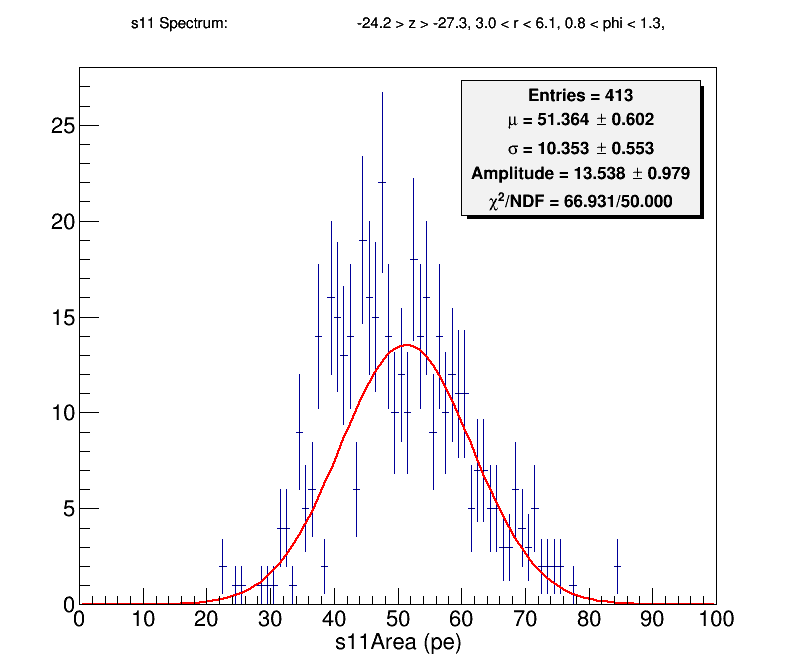 s11 Spectrum: -24.2 > z > -27.3, 3.0 < r < 6.1, 0.8 < phi < 1.3,
Entries = 413
μ = 51.364 ± 0.602
σ = 10.353 ± 0.553
Amplitude = 13.538 ± 0.979
χ²/NDF = 66.931/50.000
25
20
15
10
5
0
0 10 20 30 40 50 60 70 80 90 100
s11Area (pe)